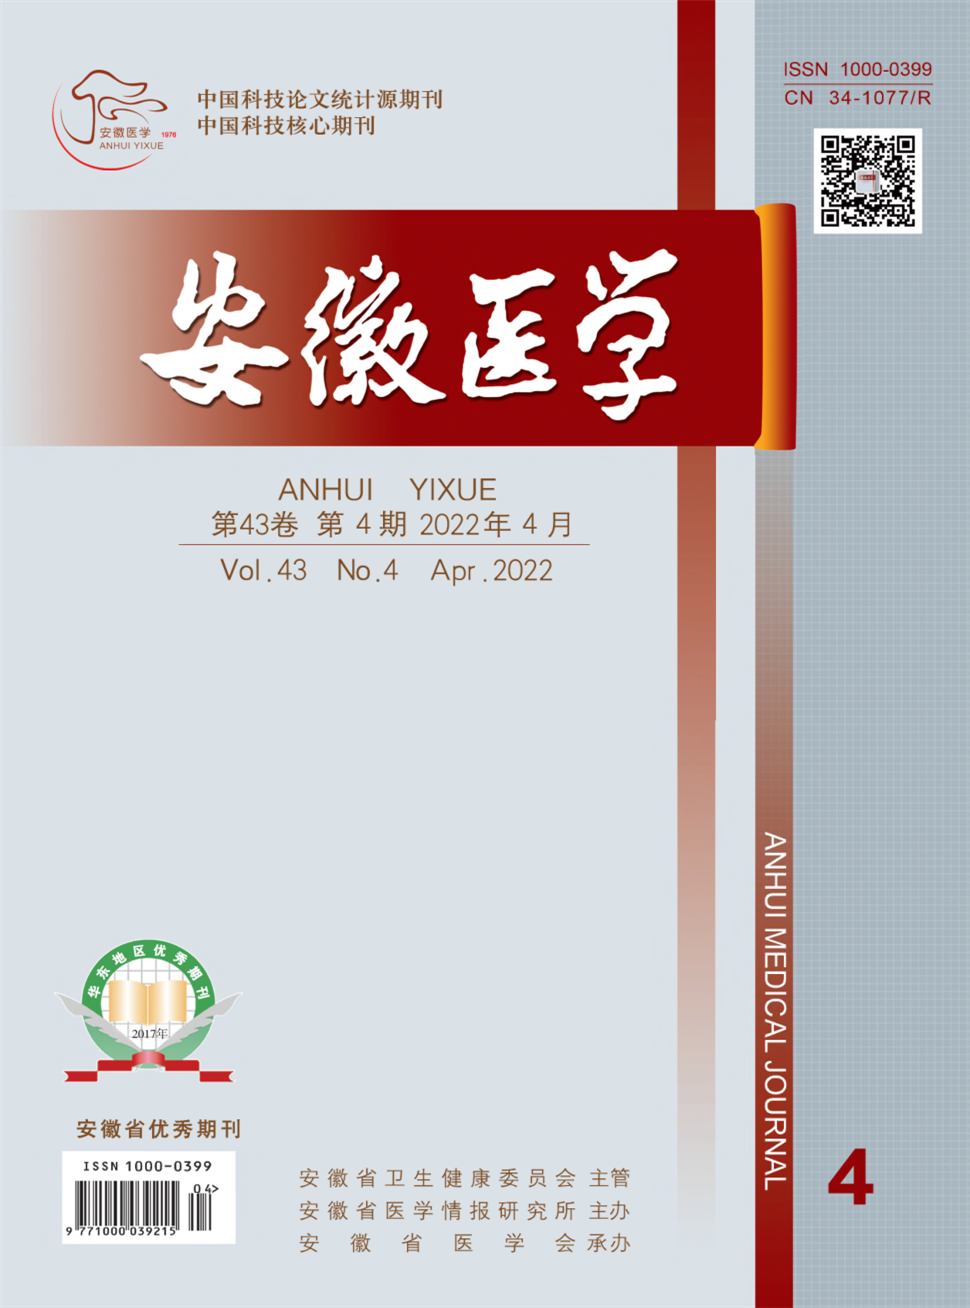 安徽医学 1976
ANHUI YIXUE
中国科技论文统计源期刊
中国科技核心期刊
ISSN 1000-0399
CN 34-1077/R
安徽医学
ANHUI YIXUE
第43卷 第 4 期 2022年 4 月
Vol.43 No.4 Apr.2022
ANHUI MEDICAL JOURNAL
华东地区优秀期刊
2017年
安徽省优秀期刊
ISSN 1000-0399
04>
9 771000 039215
安徽省卫生健康委员会 主管
安徽省医学情报研究所 主办
安徽省医学会 承办
4